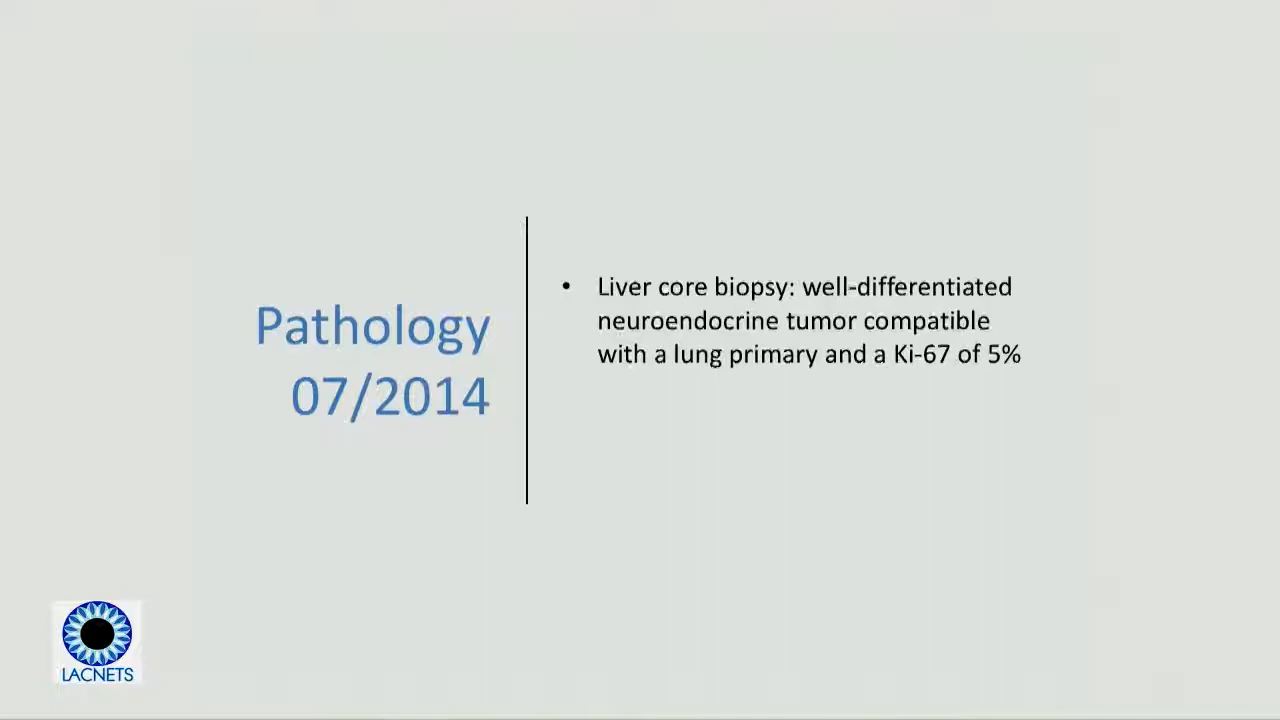 Pathology
07/2014
• Liver core biopsy: well-differentiated
neuroendocrine tumor compatible
with a lung primary and a Ki-67 of 5%
LACNETS